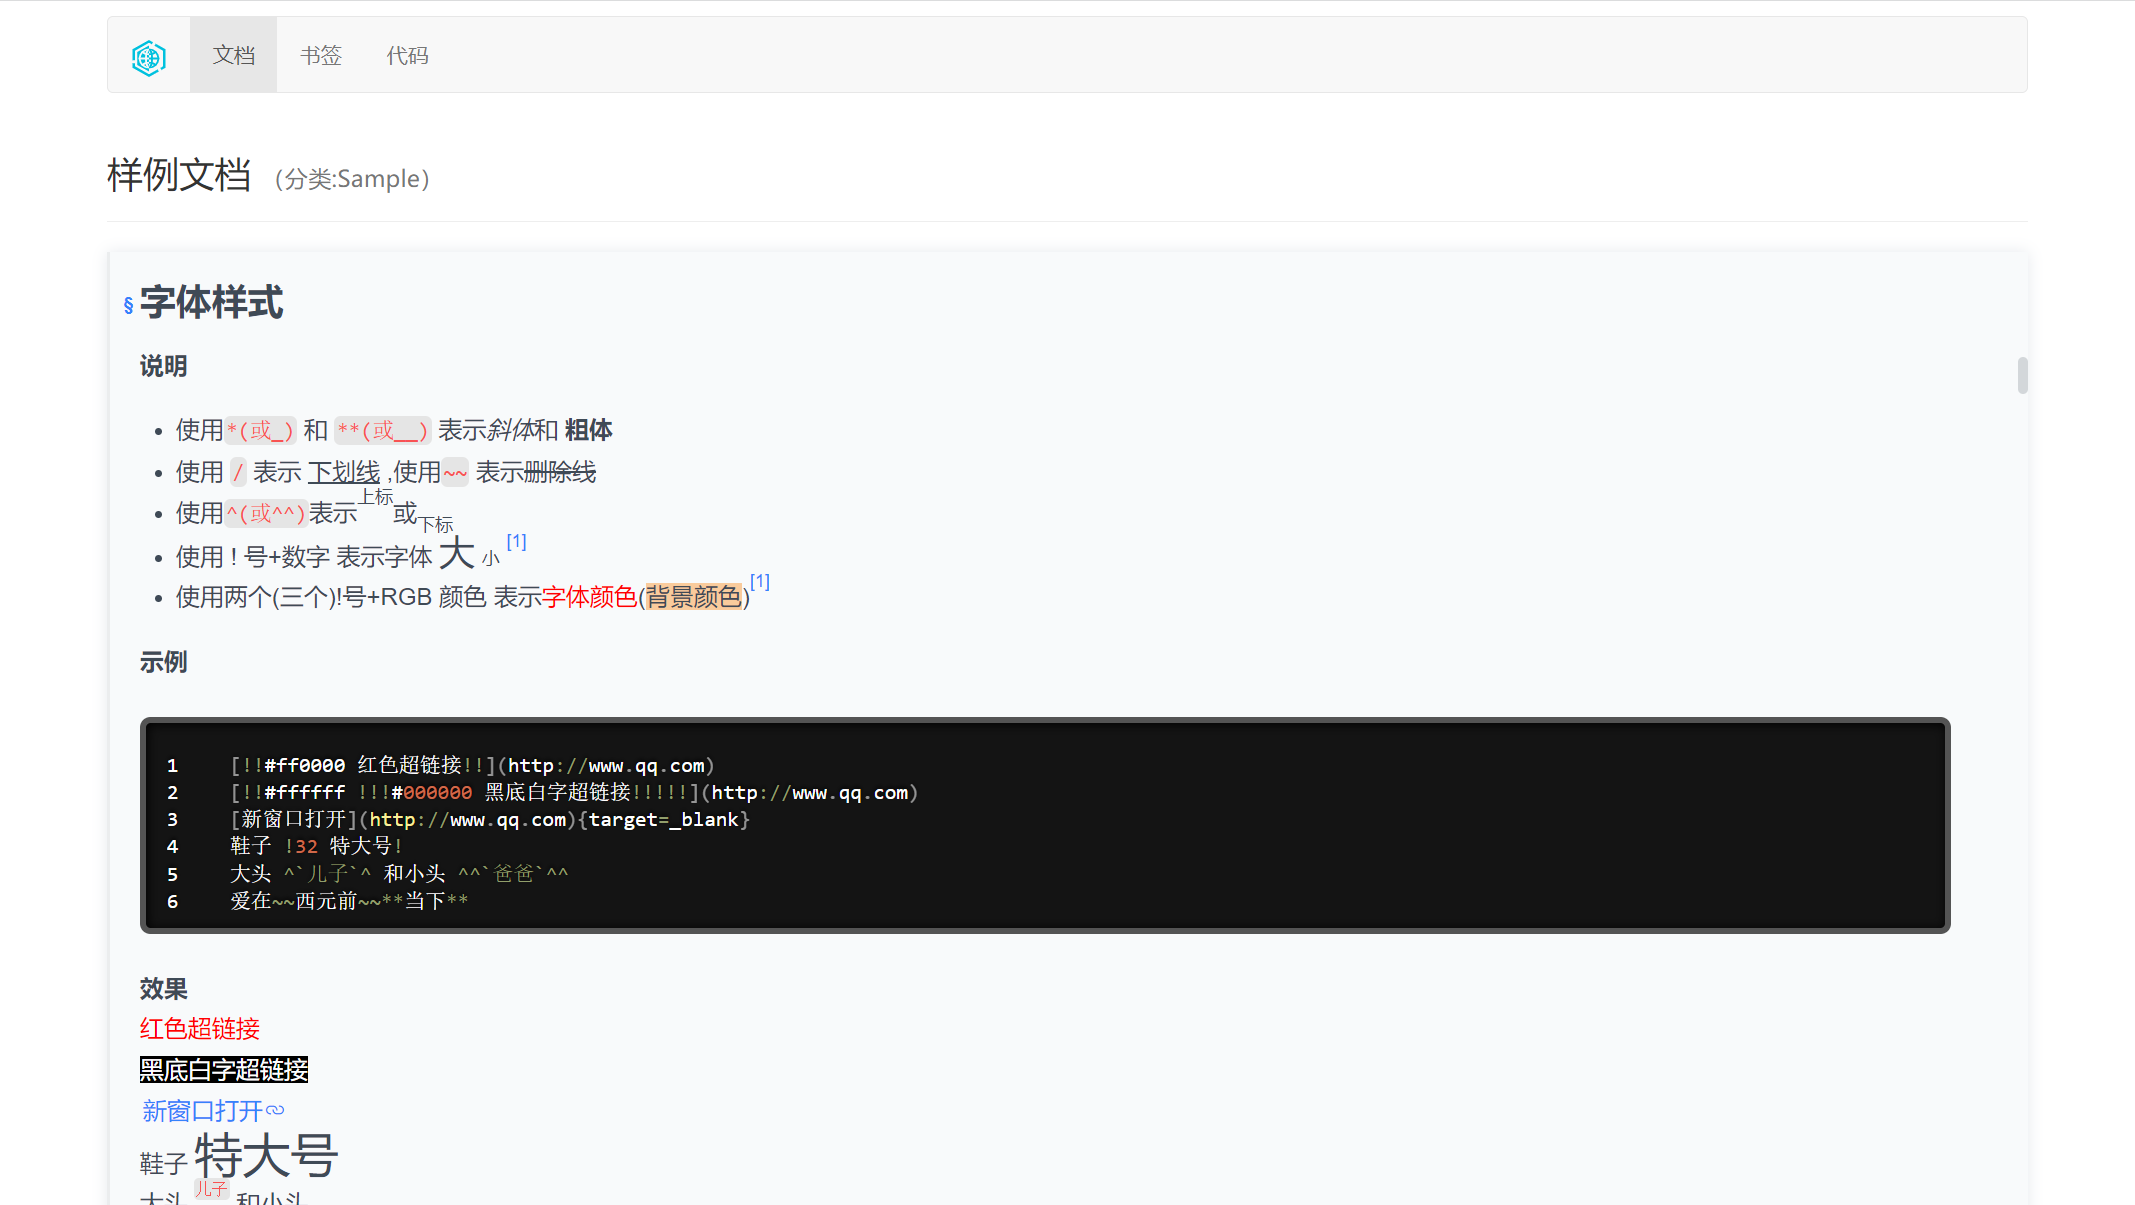 文档 书签 代码
样例文档 （分类:Sample）
§ 字体样式
说明
• 使用*(或_) 和 **(或__) 表示斜体和 粗体
• 使用 / 表示 下划线 ,使用~~ 表示删除线
• 使用^(或^^)表示上标或下标
• 使用 ! 号+数字 表示字体 大 小 [1]
• 使用两个(三个)!号+RGB 颜色 表示字体颜色(背景颜色)[1]
示例
1 [!!#ff0000 红色超链接!!](http://www.qq.com)
2 [!!#ffffff !!!#000000 黑底白字超链接!!!!!](http://www.qq.com)
3 [新窗口打开](http://www.qq.com){target=_blank}
4 鞋子 !32 特大号!
5 大头 ^`儿子`^ 和小头 ^^`爸爸`^^
6 爱在~~西元前~~**当下**
效果
红色超链接
黑底白字超链接
新窗口打开
鞋子 特大号
大头 儿子 和小头